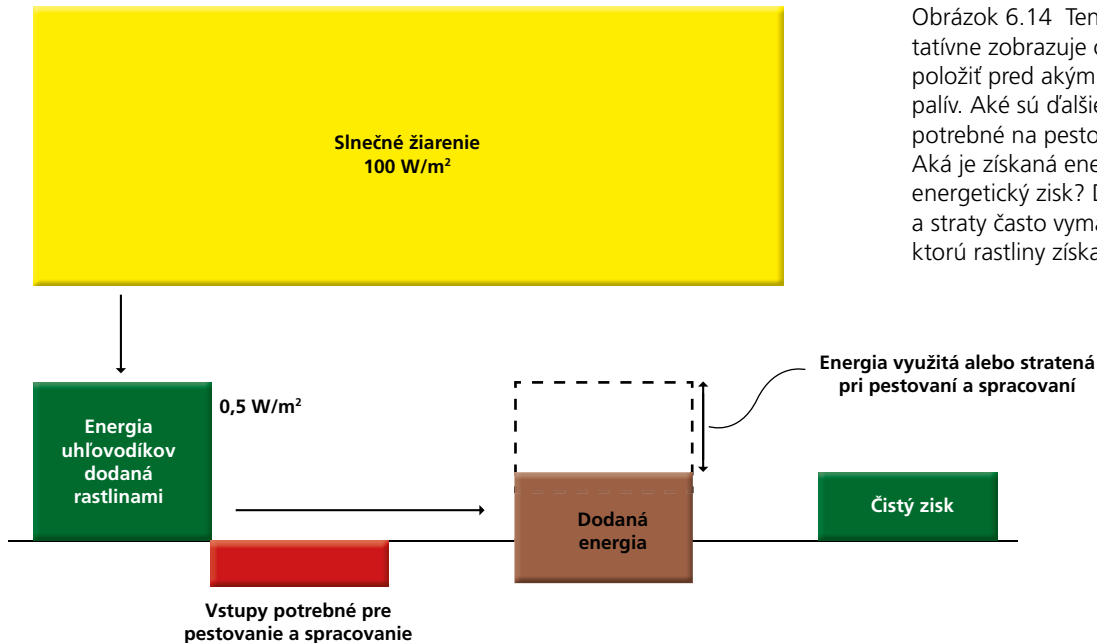 Slnečné žiarenie
100 W/m²
Obrázok 6.14 Ten
tatívne zobrazuje
položiť pred akým
palív. Aké sú ďalšie
potrebné na pesto
Aká je získaná ene
energetický zisk? D
a straty často vyma
ktorú rastliny získa
Energia
uhľovodíkov
dodaná
rastlinami
0,5 W/m²
Vstupy potrebné pre
pestovanie a spracovanie
Dodaná
energia
Energia využitá alebo stratená
pri pestovaní a spracovaní
Čistý zisk